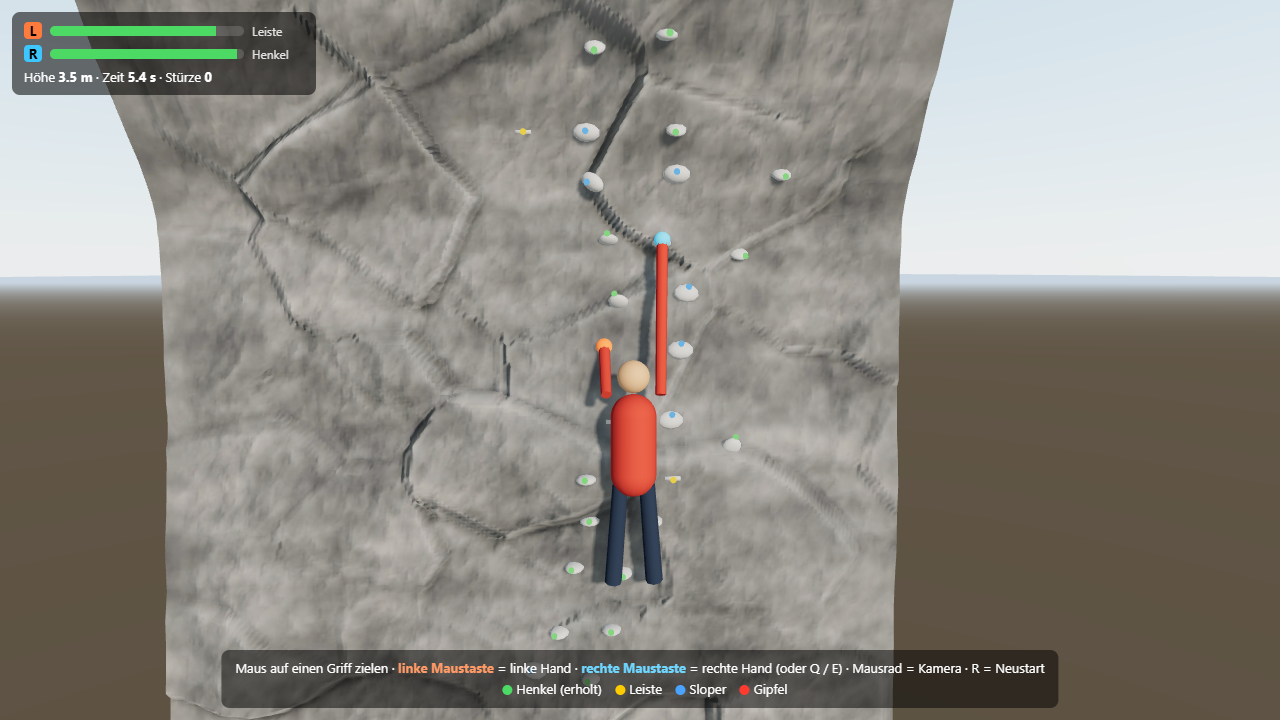 L Leiste
R Henkel
Höhe 3.5 m · Zeit 5.4 s · Stürze 0
Maus auf einen Griff zielen · linke Maustaste = linke Hand · rechte Maustaste = rechte Hand (oder Q / E) · Mausrad = Kamera · R = Neustart
Henkel (erholt) Leiste Sloper Gipfel